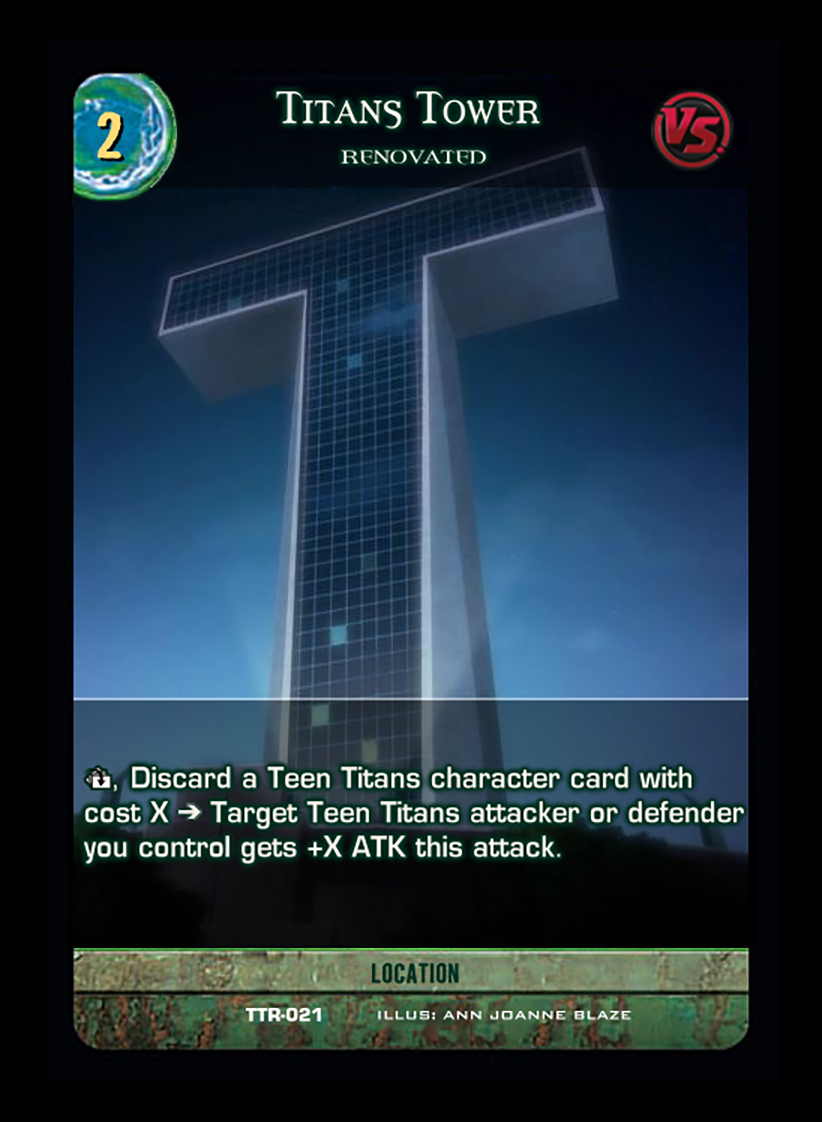 2
Titans Tower
VS.
RENOVATED
, Discard a Teen Titans character card with
cost X → Target Teen Titans attacker or defender
you control gets +X ATK this attack.
LOCATION
TTR-021 ILLUS: ANN JOANNE BLAZE